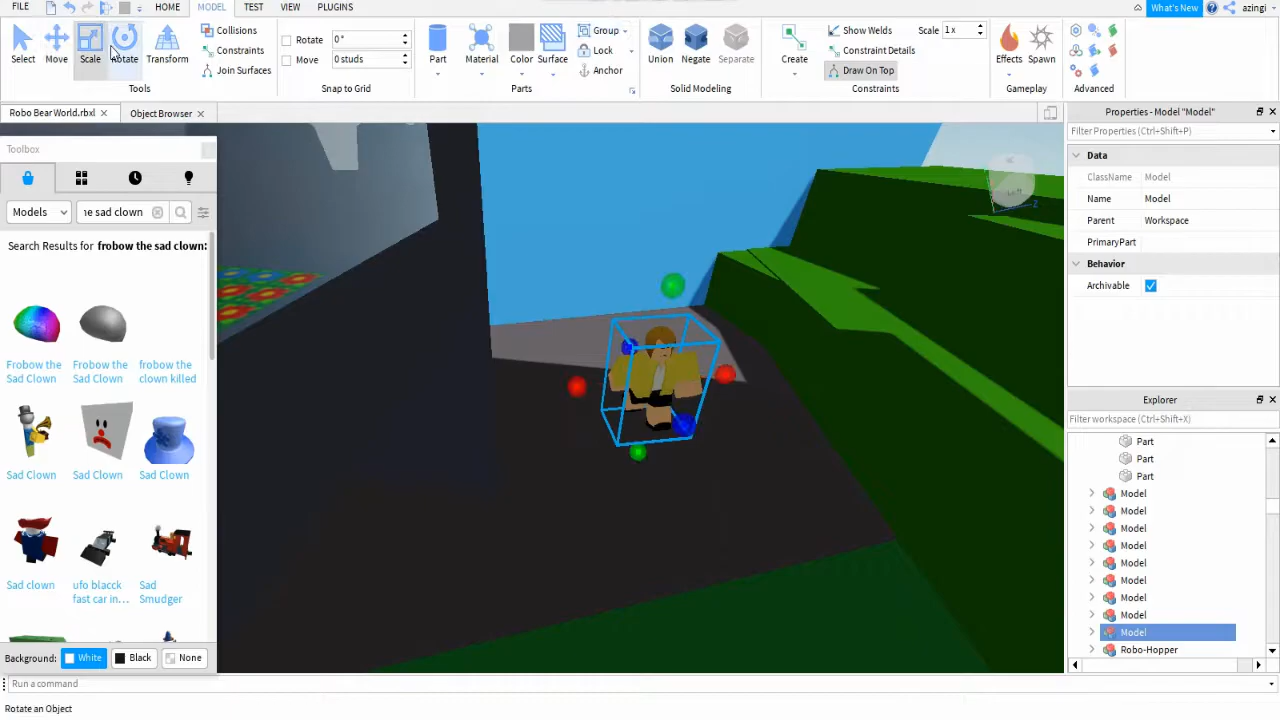 FILE HOME MODEL TEST VIEW PLUGINS What's New azingi
Select Move Scale Rotate Transform
Collisions
Constraints
Join Surfaces
Tools
Rotate 0°
Move 0 studs
Snap to Grid
Part Material Color Surface
Group
Lock
Anchor
Parts
Union Negate Separate
Solid Modeling
Create
Show Welds Scale 1 x
Constraint Details
Draw On Top
Constraints
Effects Spawn
Gameplay
Advanced
Robo Bear World.rbxl Object Browser
Toolbox
Models ıe sad clown
Search Results for frobow the sad clown:
Frobow the Sad Clown
Frobow the Sad Clown
frobow the clown killed
Sad Clown
Sad Clown
Sad Clown
Sad clown
ufo blacck fast car in...
Sad Smudger
Background: White Black None
Run a command
Rotate an Object
Left
Z
Properties - Model "Model"
Filter Properties (Ctrl+Shift+P)
Data
ClassName Model
Name Model
Parent Workspace
PrimaryPart
Behavior
Archivable
Explorer
Filter workspace (Ctrl+Shift+X)
Part
Part
Part
Model
Model
Model
Model
Model
Model
Model
Model
Model
Robo-Hopper